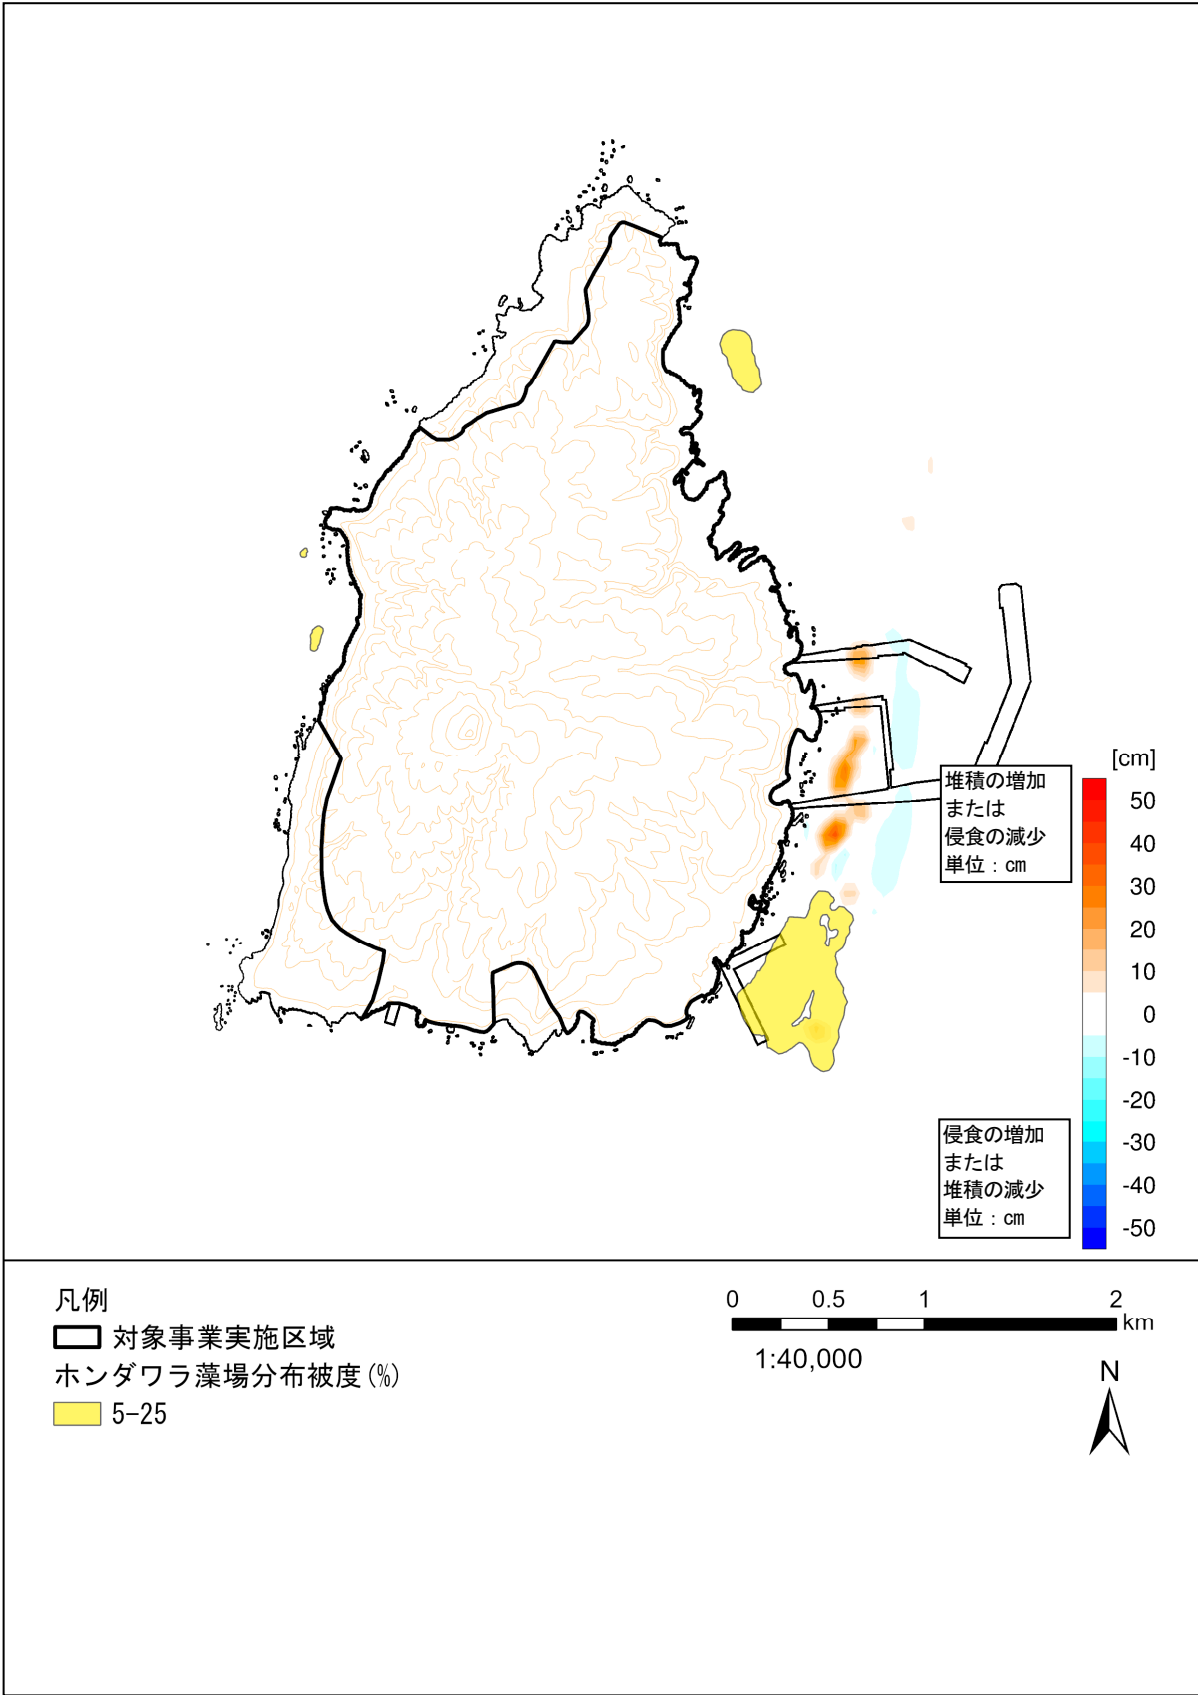 [cm]
堆積の増加
または
侵食の減少
単位：㎝
50
40
30
20
10
0
-10
-20
-30
-40
-50
侵食の増加
または
堆積の減少
単位：㎝
凡例
対象事業実施区域
ホンダワラ藻場分布被度(%)
5-25
0 0.5 1 2
km
1:40,000
N